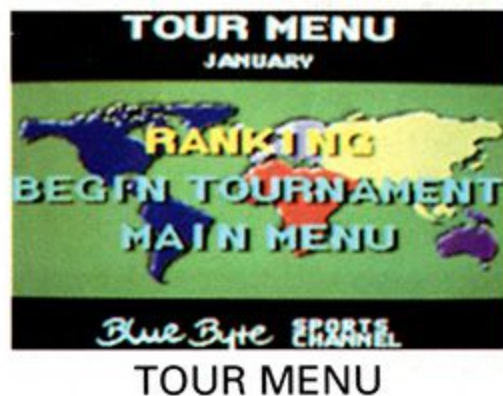 TOUR MENU
JANUARY
RANKING
BEGIN TOURNAMENT
MAIN MENU
Blue Byte SPORTS
CHANNEL
TOUR MENU